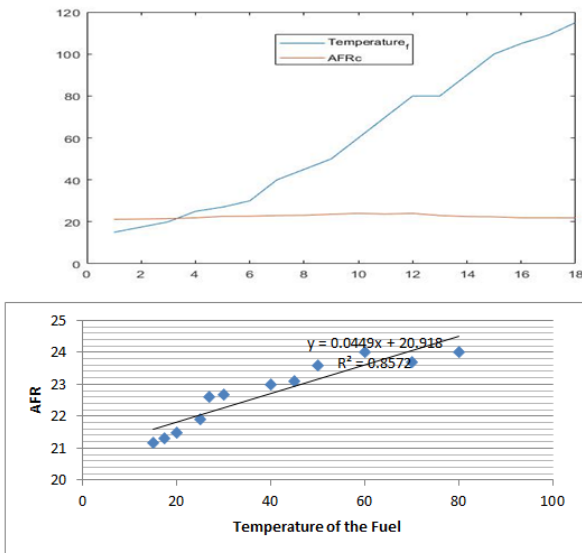 120
100
80
60
40
20
0
Temperature_f
AFRc
0 2 4 6 8 10 12 14 16 18
25
24
23
22
21
20
AFR
y = 0.0449x + 20.918
R² = 0.8572
0 20 40 60 80 100
Temperature of the Fuel